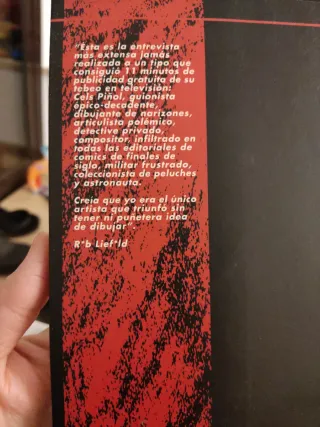 "Esta es la entrevista
más extensa jamás
realizada a un tipo que
consiguió 11 minutos de
publicidad gratuita de su
tebeo en televisión:
Cels Piñol, guionista
épico-decadente,
dibujante de narizones,
articulista polémico,
detective privado,
compositor, infiltrado en
todas las editoriales de
comics de finales de
siglo, militar frustrado,
coleccionista de peluches
y astronauta.
Creía que yo era el único
artista que triunfó sin
tener ni puñetera idea
de dibujar".
R*b Lief*ld